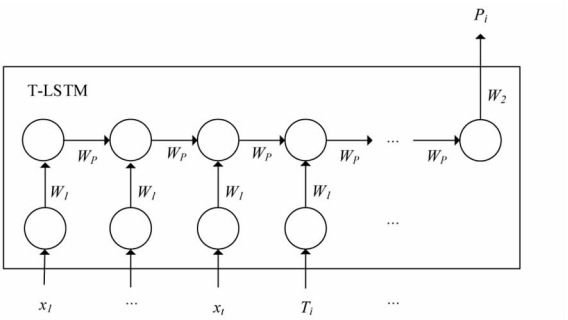 P_i
W_2
T-LSTM
W_P W_P W_P W_P ... W_P
W_1 W_1 W_1 W_1
...
x_1 ... x_t T_i ...